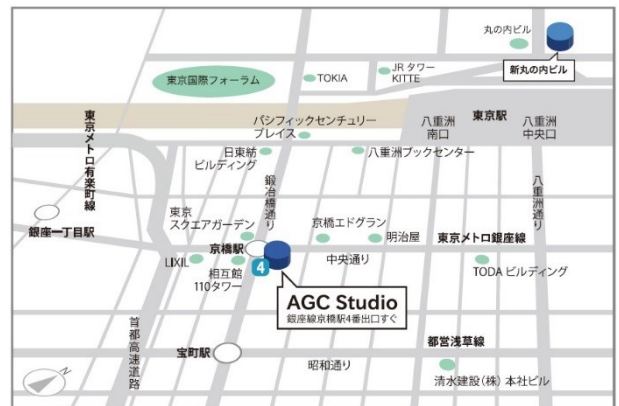 丸の内ビル
新丸の内ビル
JR タワー
KITTE
TOKIA
東京国際フォーラム
東京メトロ有楽町線
パシフィックセンチュリー
プレイス
八重洲
南口
東京駅
八重洲
中央口
日東紡
ビルディング
八重洲ブックセンター
鍛冶橋通り
八重洲通り
銀座一丁目駅
東京
スクエアガーデン
京橋エドグラン
明治屋
京橋駅
東京メトロ銀座線
中央通り
LIXIL
相互館
110タワー
4
TODA ビルディング
AGC Studio
銀座線京橋駅4番出口すぐ
首都高速道路
宝町駅
都営浅草線
昭和通り
清水建設(株) 本社ビル
N